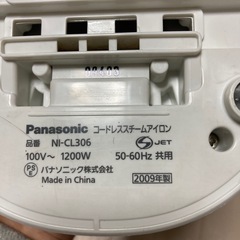 Panasonic コードレススチームアイロン
品番 NI-CL306 JET
100V～ 1200W 50-60Hz 共用
PS E パナソニック株式会社
Made in China 2009年製